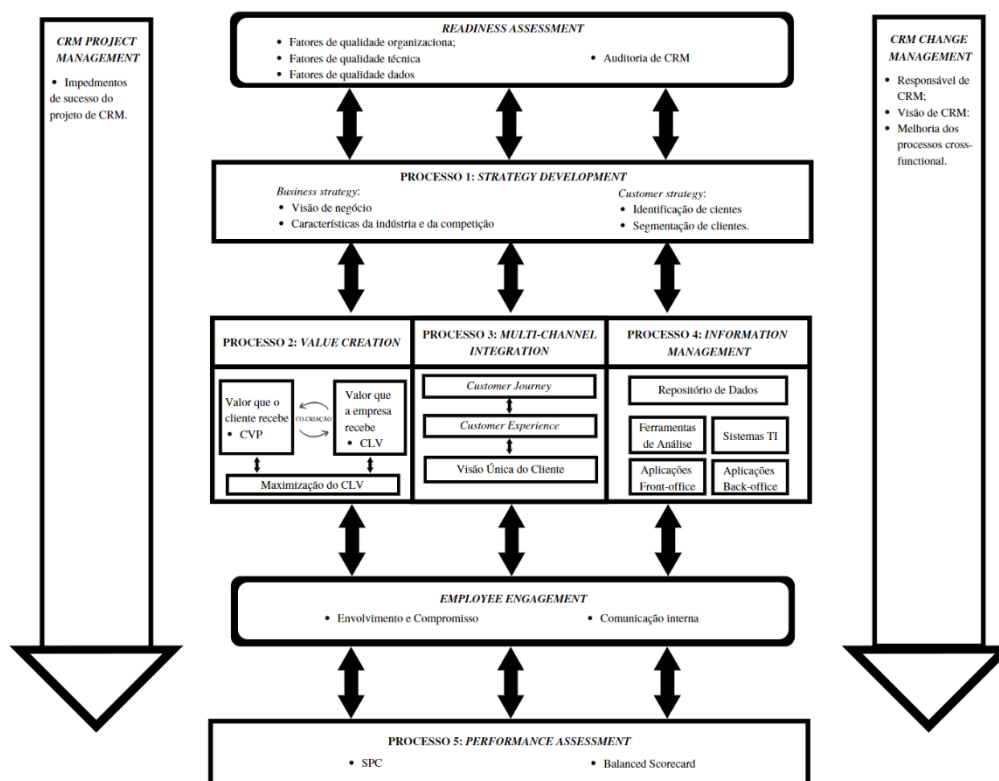 CRM PROJECT
MANAGEMENT
• Impedmentos
de sucesso do
projeto de CRM.
READINESS ASSESSMENT
• Fatores de qualidade organizaciona;
• Fatores de qualidade técnica
• Fatores de qualidade dados
• Auditoria de CRM
CRM CHANGE
MANAGEMENT
• Responsável de
CRM;
• Visão de CRM:
• Melhoria dos
processos cross-
functional.
PROCESSO 1: STRATEGY DEVELOPMENT
Business strategy:
• Visão de negócio
• Características da indústria e da competição
Customer strategy:
• Identificação de clientes
• Segmentação de clientes.
PROCESSO 2: VALUE CREATION
Valor que o
cliente recebe
• CVP
CO-CRIAÇÃO
Valor que
a empresa
recebe
• CLV
Maximização do CLV
PROCESSO 3: MULTI-CHANNEL
INTEGRATION
Customer Journey
Customer Experience
Visão Única do Cliente
PROCESSO 4: INFORMATION
MANAGEMENT
Repositório de Dados
Ferramentas
de Análise
Sistemas TI
Aplicações
Front-office
Aplicações
Back-office
EMPLOYEE ENGAGEMENT
• Envolvimento e Compromisso
• Comunicação interna
PROCESSO 5: PERFORMANCE ASSESSMENT
• SPC
• Balanced Scorecard